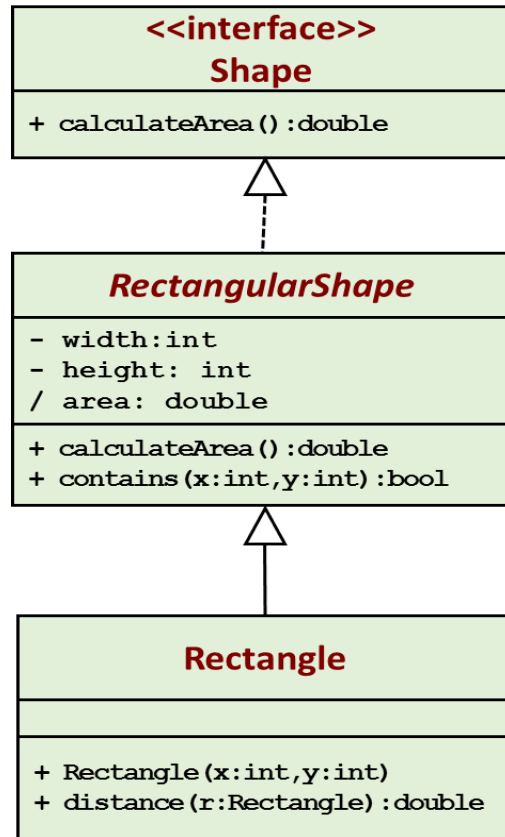 <<interface>>
Shape
+ calculateArea():double
RectangularShape
- width:int
- height: int
/ area: double
+ calculateArea():double
+ contains(x:int,y:int):bool
Rectangle
+ Rectangle(x:int,y:int)
+ distance(r:Rectangle):double